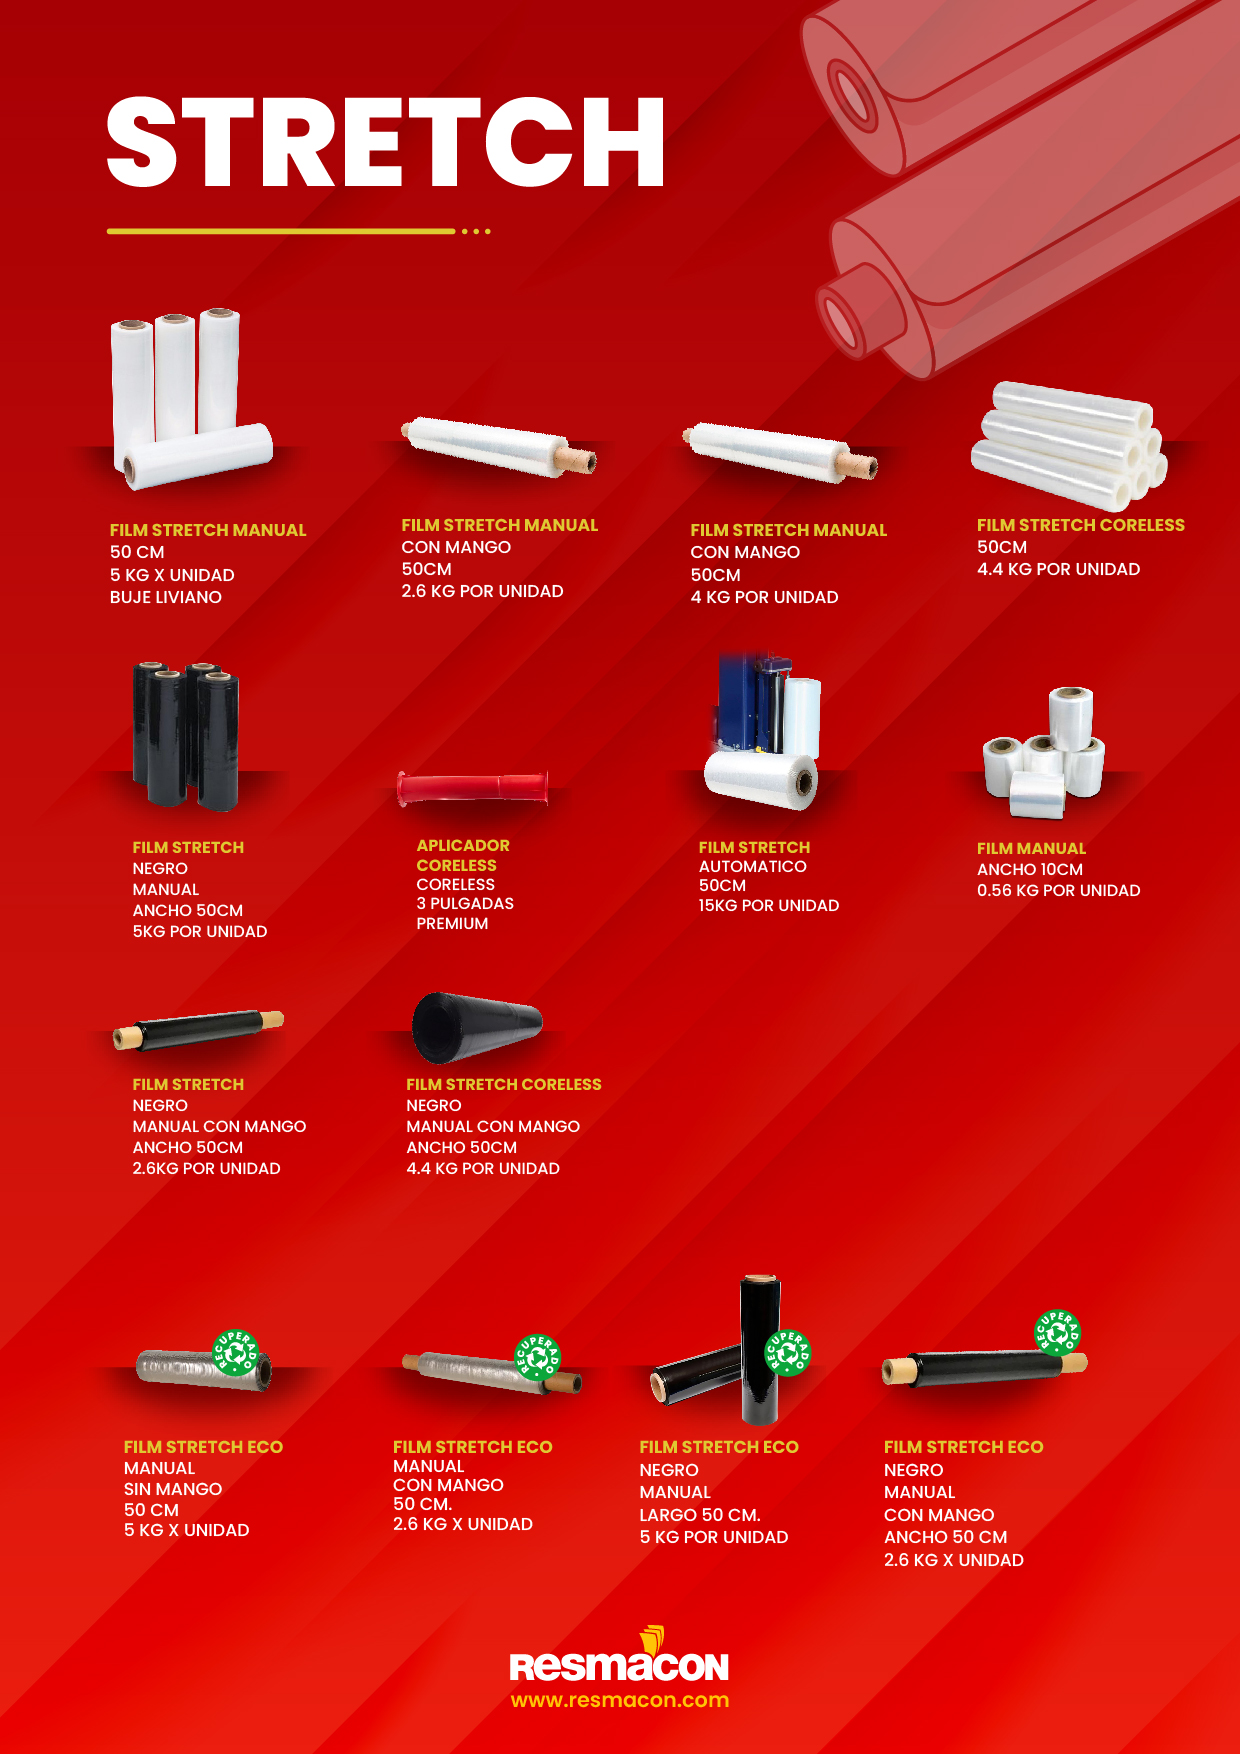 STRETCH
FILM STRETCH MANUAL
50 CM
5 KG X UNIDAD
BUJE LIVIANO
FILM STRETCH MANUAL
CON MANGO
50CM
2.6 KG POR UNIDAD
FILM STRETCH MANUAL
CON MANGO
50CM
4 KG POR UNIDAD
FILM STRETCH CORELESS
50CM
4.4 KG POR UNIDAD
FILM STRETCH
NEGRO
MANUAL
ANCHO 50CM
5KG POR UNIDAD
APLICADOR
CORELESS
CORELESS
3 PULGADAS
PREMIUM
FILM STRETCH
AUTOMATICO
50CM
15KG POR UNIDAD
FILM MANUAL
ANCHO 10CM
0.56 KG POR UNIDAD
FILM STRETCH
NEGRO
MANUAL CON MANGO
ANCHO 50CM
2.6KG POR UNIDAD
FILM STRETCH CORELESS
NEGRO
MANUAL CON MANGO
ANCHO 50CM
4.4 KG POR UNIDAD
RECUPERADO
FILM STRETCH ECO
MANUAL
SIN MANGO
50 CM
5 KG X UNIDAD
RECUPERADO
FILM STRETCH ECO
MANUAL
CON MANGO
50 CM.
2.6 KG X UNIDAD
RECUPERADO
FILM STRETCH ECO
NEGRO
MANUAL
LARGO 50 CM.
5 KG POR UNIDAD
RECUPERADO
FILM STRETCH ECO
NEGRO
MANUAL
CON MANGO
ANCHO 50 CM
2.6 KG X UNIDAD
RESMACON
www.resmacon.com